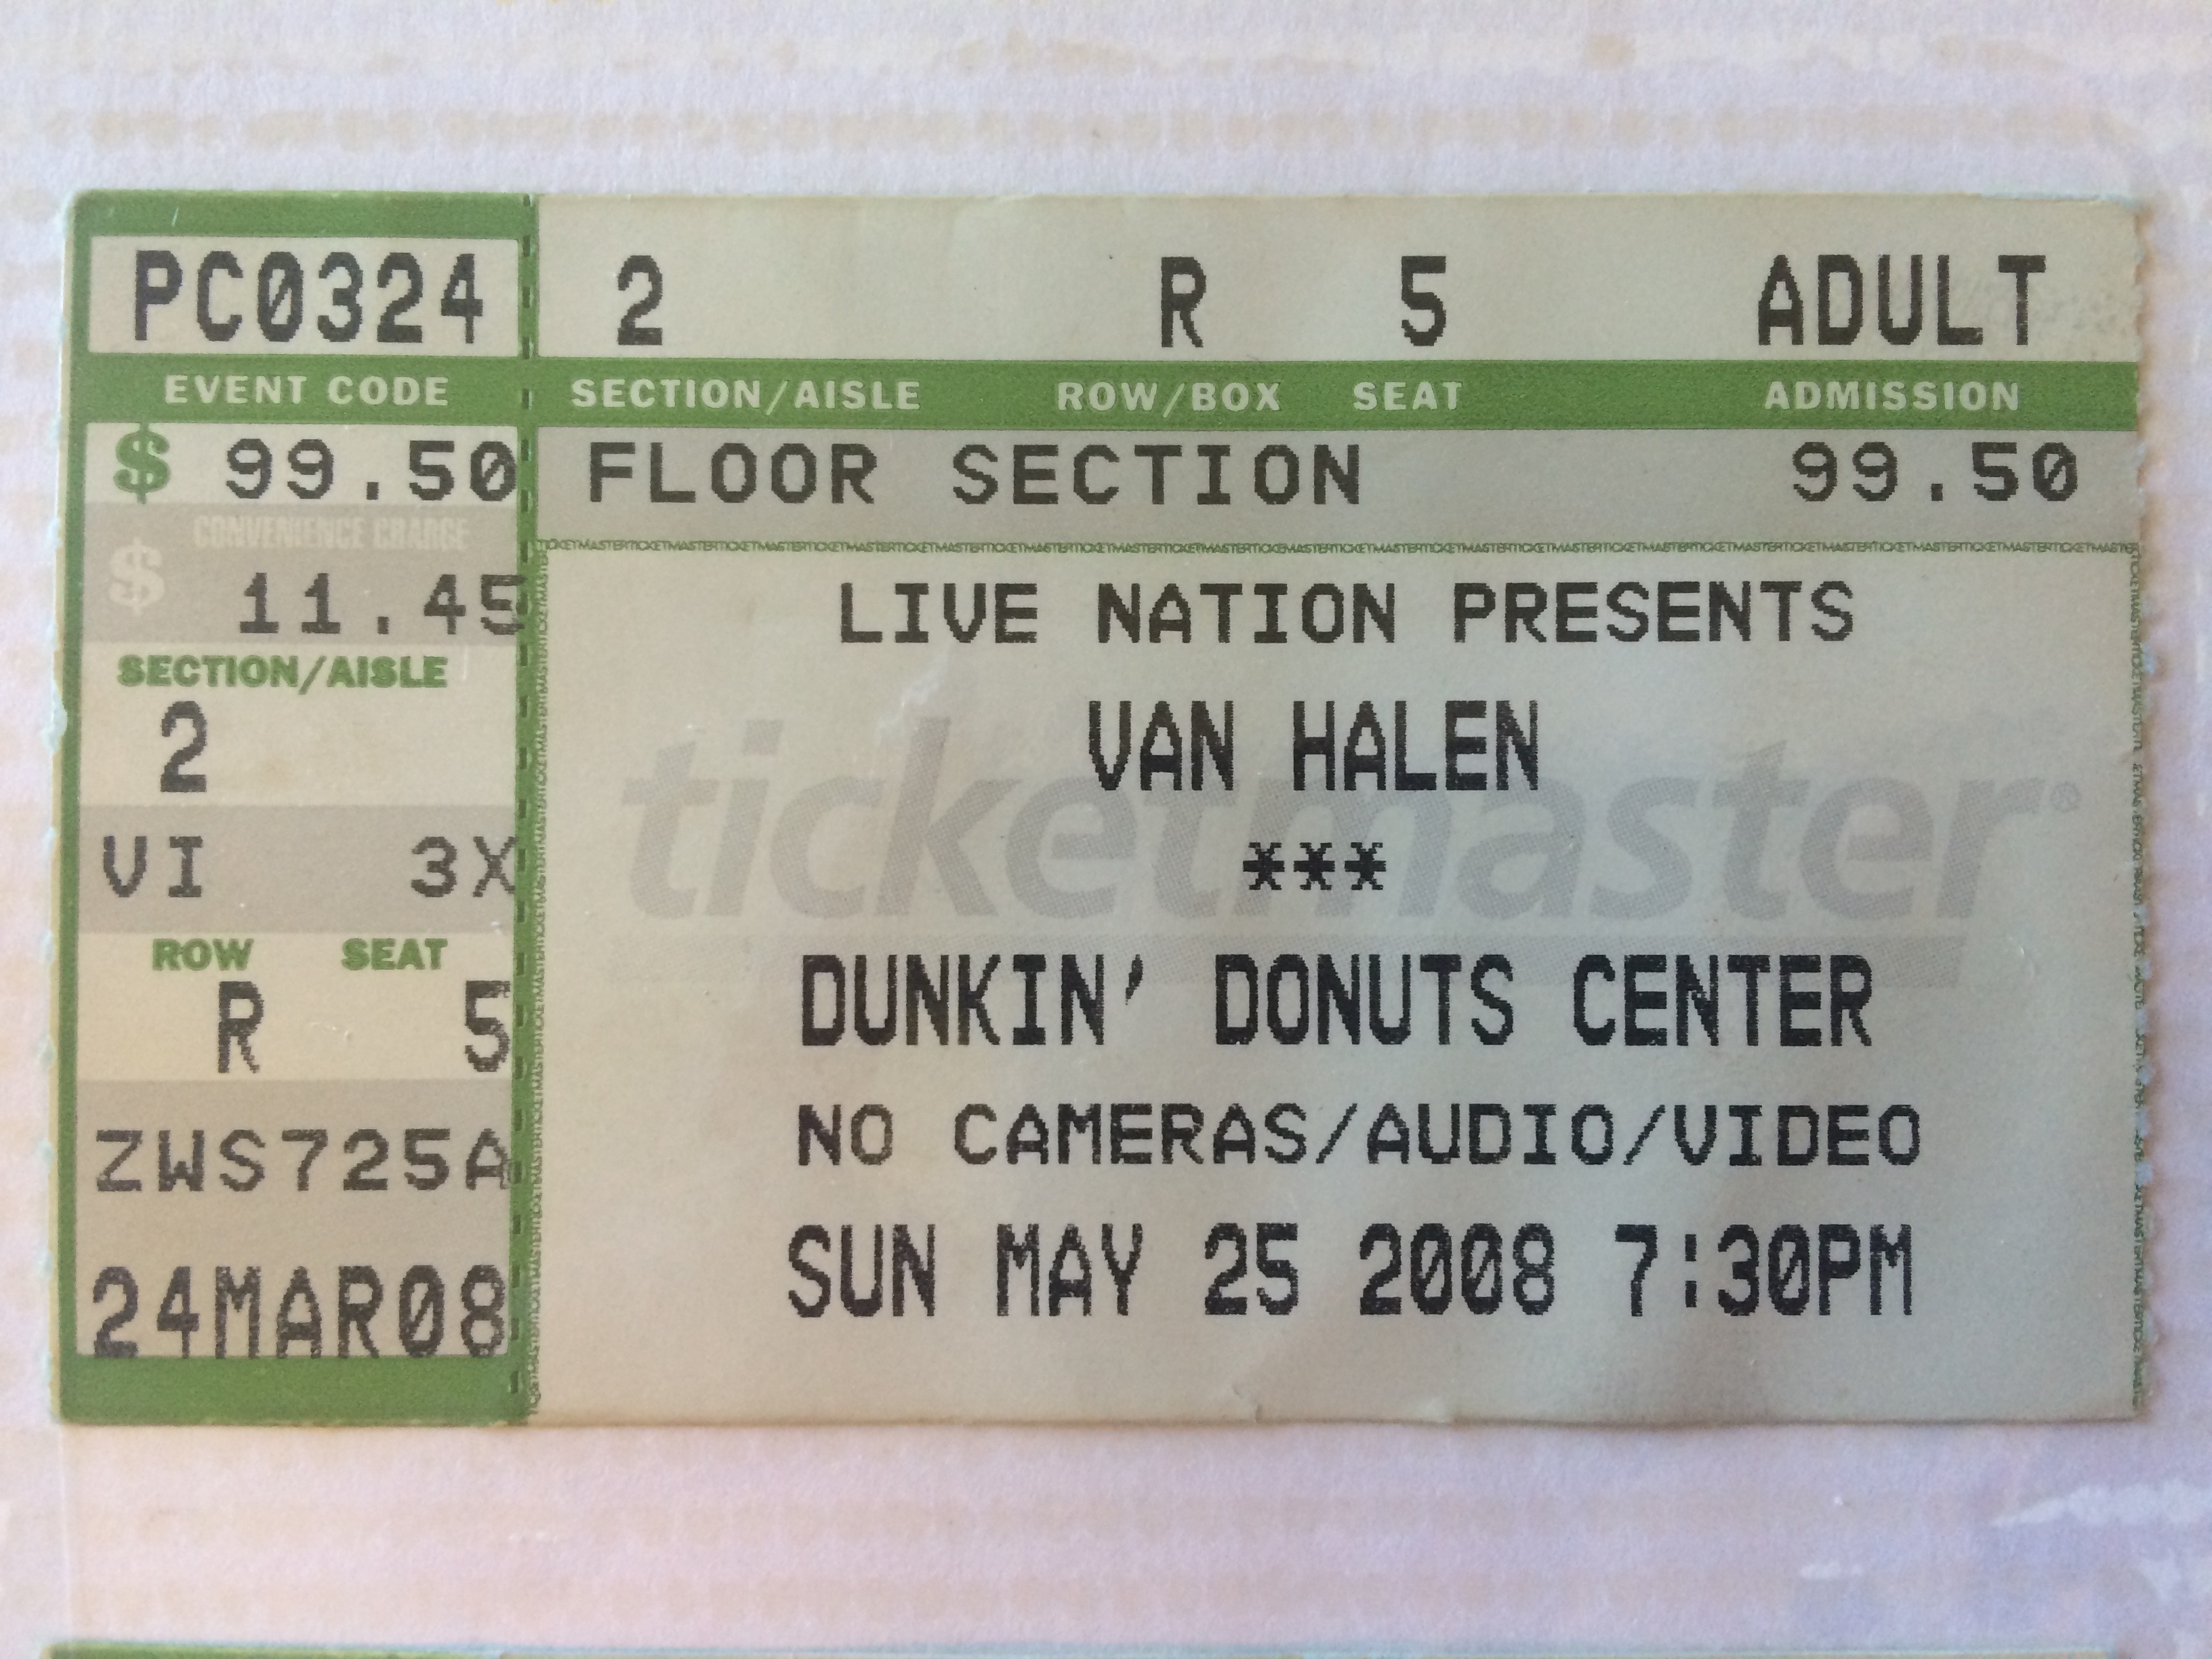 PC0324
EVENT CODE
$ 99.50
CONVENIENCE CHARGE
$ 11.45
SECTION/AISLE
2
VI 3X
ROW SEAT
R 5
ZWS725A
24MAR08
2 R 5 ADULT
SECTION/AISLE ROW/BOX SEAT ADMISSION
FLOOR SECTION 99.50
LIVE NATION PRESENTS
VAN HALEN
***
ticketmaster®
DUNKIN' DONUTS CENTER
NO CAMERAS/AUDIO/VIDEO
SUN MAY 25 2008 7:30PM